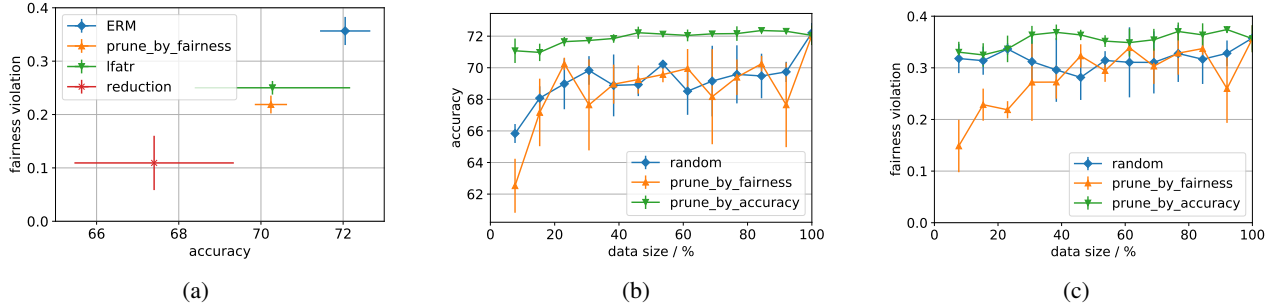 0.4
0.3
0.2
0.1
0.0
fairness violation
66 68 70 72
accuracy
ERM
prune_by_fairness
lfatr
reduction
(a)
72
70
68
66
64
62
accuracy
0 20 40 60 80 100
data size / %
random
prune_by_fairness
prune_by_accuracy
(b)
0.4
0.3
0.2
0.1
0.0
fairness violation
0 20 40 60 80 100
data size / %
random
prune_by_fairness
prune_by_accuracy
(c)